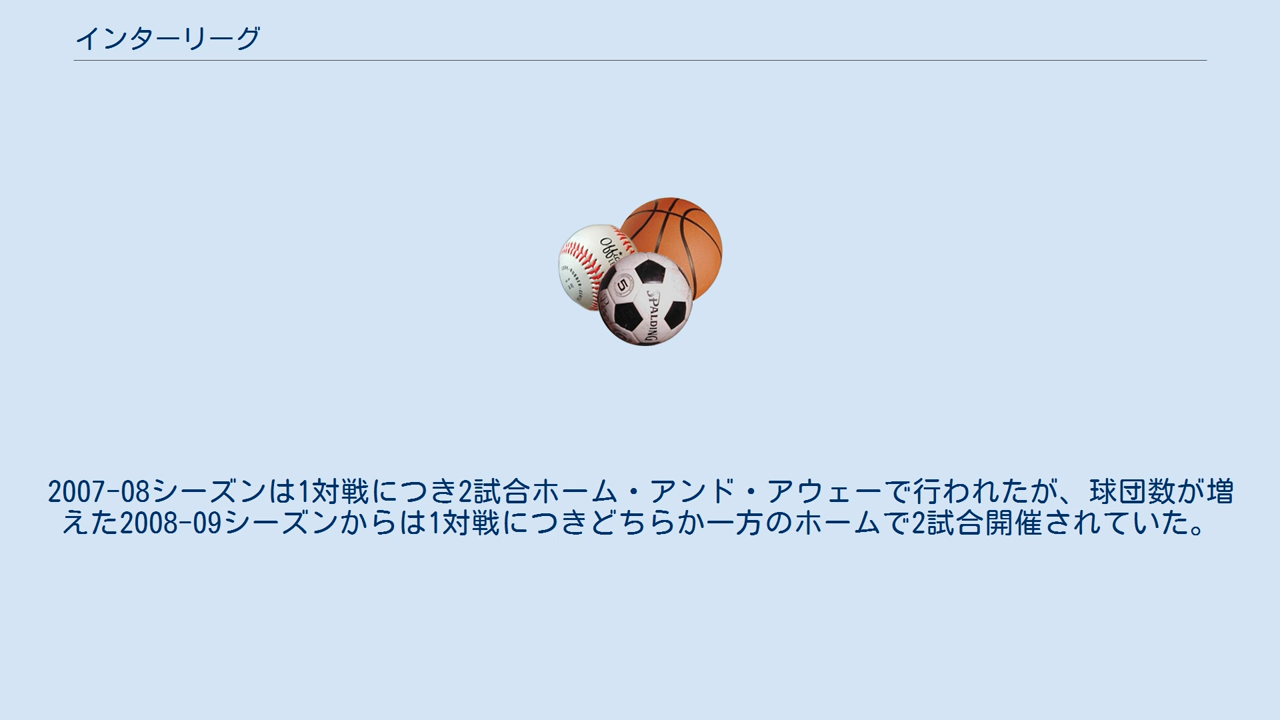 インターリーグ
Offici
5
SPALDING
2007-08シーズンは1対戦につき2試合ホーム・アンド・アウェーで行われたが、球団数が増
えた2008-09シーズンからは1対戦につきどちらか一方のホームで2試合開催されていた。